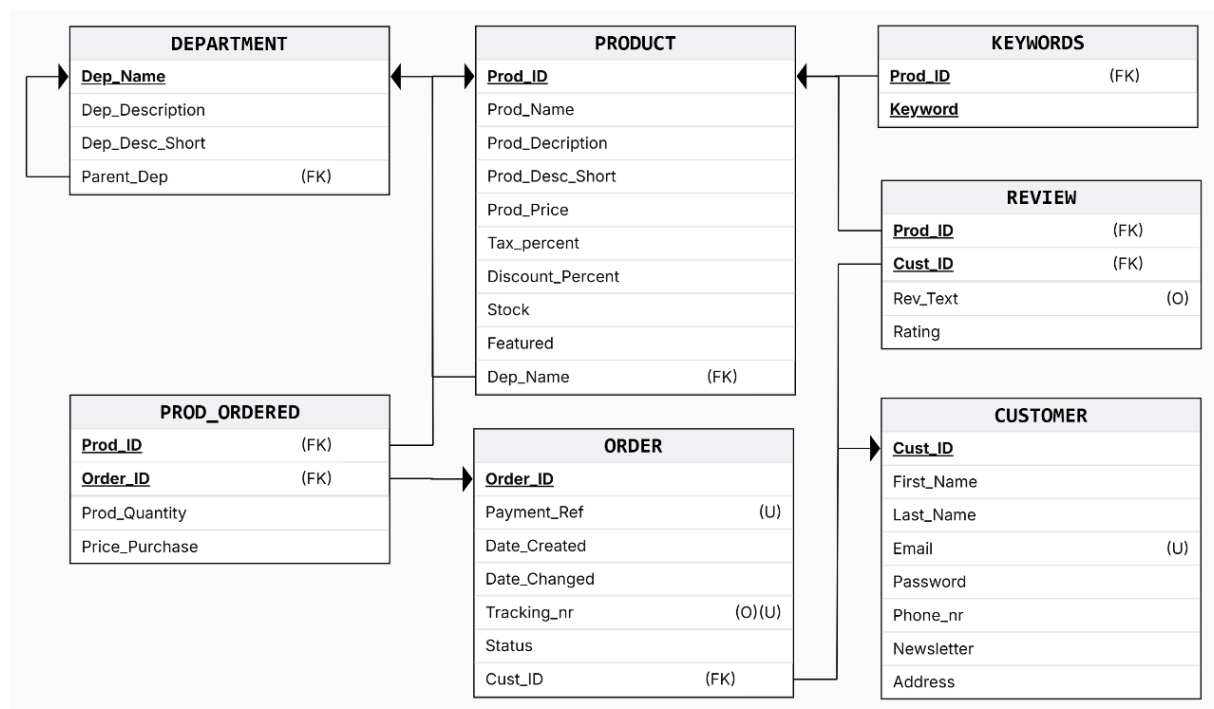 DEPARTMENT
Dep_Name
Dep_Description
Dep_Desc_Short
Parent_Dep (FK)
PRODUCT
Prod_ID
Prod_Name
Prod_Decription
Prod_Desc_Short
Prod_Price
Tax_percent
Discount_Percent
Stock
Featured
Dep_Name (FK)
KEYWORDS
Prod_ID (FK)
Keyword
REVIEW
Prod_ID (FK)
Cust_ID (FK)
Rev_Text (O)
Rating
PROD_ORDERED
Prod_ID (FK)
Order_ID (FK)
Prod_Quantity
Price_Purchase
ORDER
Order_ID
Payment_Ref (U)
Date_Created
Date_Changed
Tracking_nr (O)(U)
Status
Cust_ID (FK)
CUSTOMER
Cust_ID
First_Name
Last_Name
Email (U)
Password
Phone_nr
Newsletter
Address